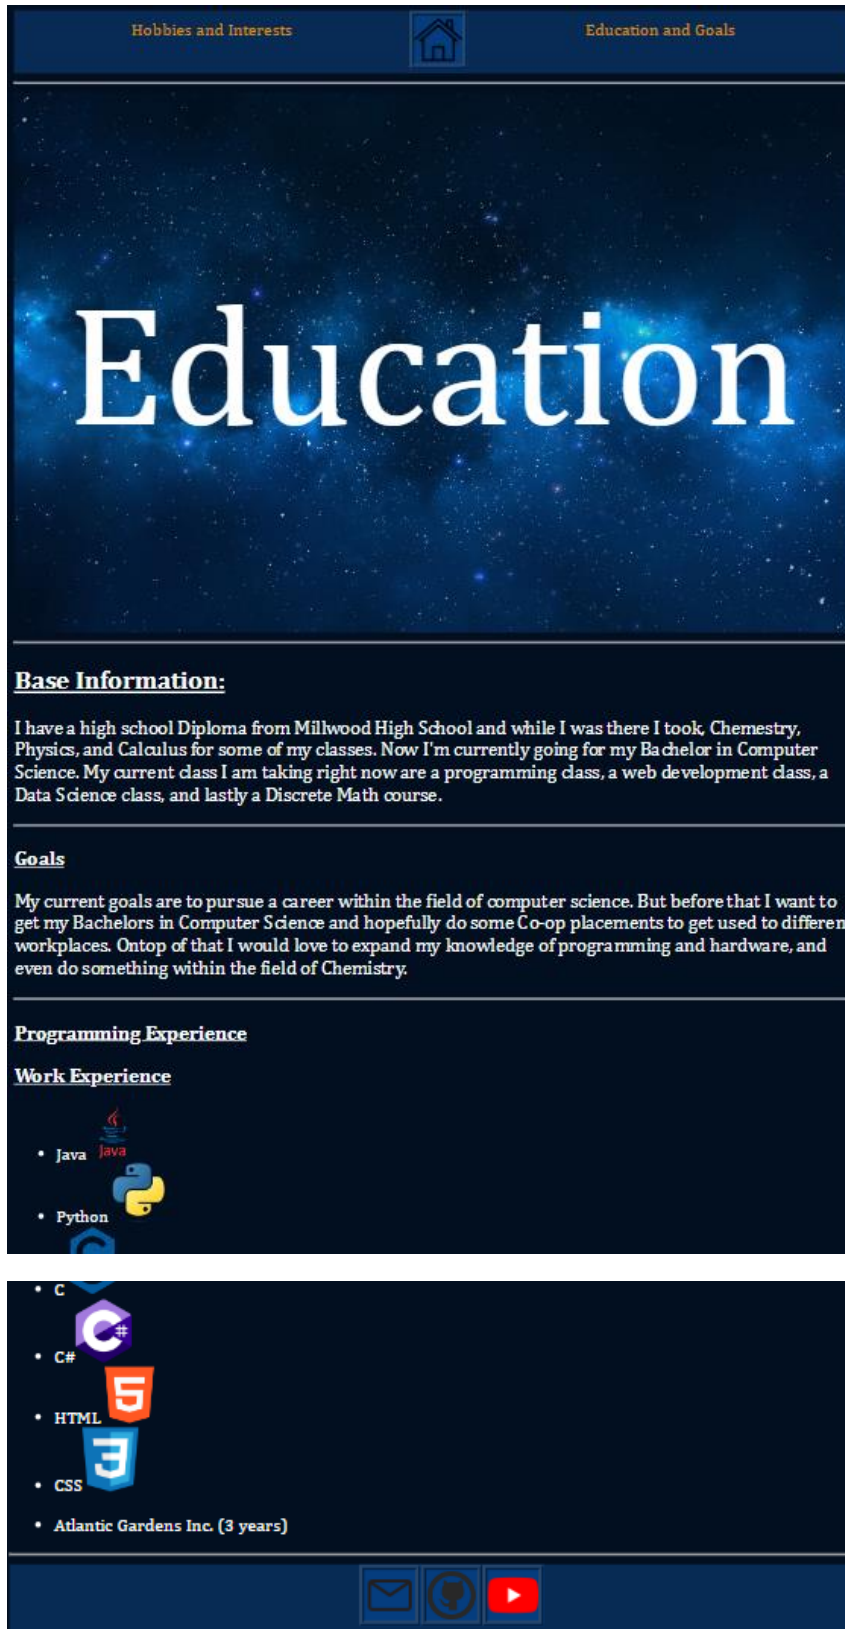 Hobbies and Interests
Education and Goals
Education
Base Information:
I have a high school Diploma from Millwood High School and while I was there I took, Chemestry,
Physics, and Calculus for some of my classes. Now I'm currently going for my Bachelor in Computer
Science. My current class I am taking right now are a programming class, a web development class, a
Data Science class, and lastly a Discrete Math course.
Goals
My current goals are to pursue a career within the field of computer science. But before that I want to
get my Bachelors in Computer Science and hopefully do some Co-op placements to get used to differen
workplaces. Ontop of that I would love to expand my knowledge of programming and hardware, and
even do something within the field of Chemistry.
Programming Experience
Work Experience
• Java Java
• Python
• C
• C# C#
• HTML 5
• CSS 3
• Atlantic Gardens Inc. (3 years)